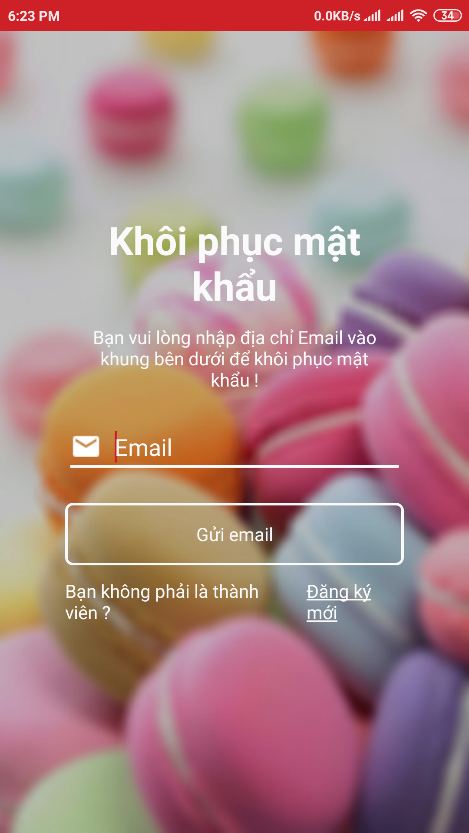 6:23 PM 0.0KB/s 34
Khôi phục mật
khẩu
Bạn vui lòng nhập địa chỉ Email vào
khung bên dưới để khôi phục mật
khẩu !
Email
Gửi email
Bạn không phải là thành
viên ?
Đăng ký
mới